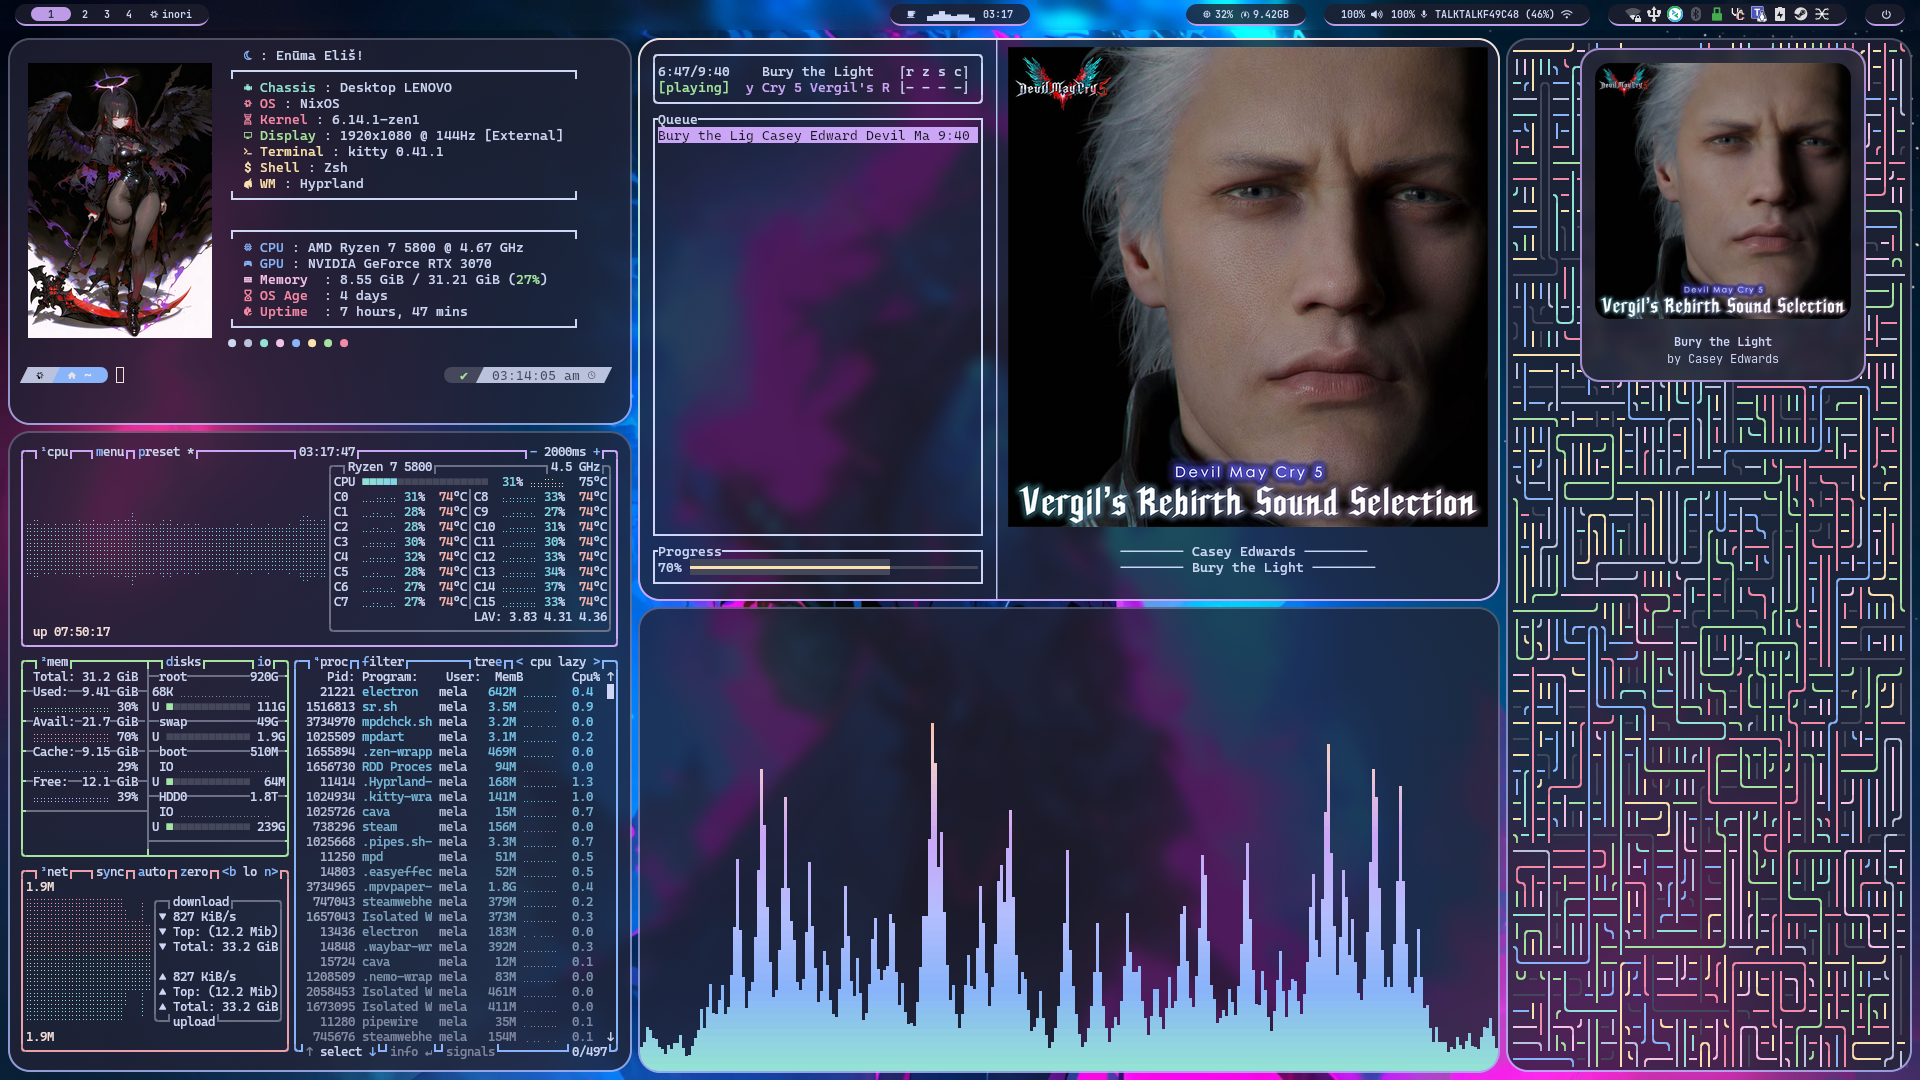 1 2 3 4 inori
03:17
32% 9.42GB
100% 100% TALKTALKF49C48 (46%)
: Enūma Eliš!
Chassis : Desktop LENOVO
OS : NixOS
Kernel : 6.14.1-zen1
Display : 1920x1080 @ 144Hz [External]
Terminal : kitty 0.41.1
Shell : Zsh
WM : Hyprland
CPU : AMD Ryzen 7 5800 @ 4.67 GHz
GPU : NVIDIA GeForce RTX 3070
Memory : 8.55 GiB / 31.21 GiB (27%)
OS Age : 4 days
Uptime : 7 hours, 47 mins
~
✔ 03:14:05 am
¹cpu menu preset * 03:17:47 - 2000ms +
Ryzen 7 5800 4.5 GHz
CPU 31% 75°C
C0 31% 74°C C8 33% 74°C
C1 28% 74°C C9 27% 74°C
C2 28% 74°C C10 31% 74°C
C3 30% 74°C C11 30% 74°C
C4 32% 74°C C12 33% 74°C
C5 28% 74°C C13 34% 74°C
C6 27% 74°C C14 37% 74°C
C7 27% 74°C C15 33% 74°C
LAV: 3.83 4.31 4.36
up 07:50:17
²mem disks io
Total: 31.2 GiB root 920G
Used: 9.41 GiB 68K
30% U 111G
Avail: 21.7 GiB swap 49G
70% U 1.9G
Cache: 9.15 GiB boot 510M
29% IO
Free: 12.1 GiB U 64M
39% HDD0 1.8T
IO
U 239G
³net sync auto zero <b lo n>
1.9M
download
▼ 827 KiB/s
▼ Top: (12.2 Mib)
▼ Total: 33.2 GiB
▲ 827 KiB/s
▲ Top: (12.2 Mib)
▲ Total: 33.2 GiB
upload
1.9M
⁴proc filter tree < cpu lazy >
Pid: Program: User: MemB Cpu% ↑
21221 electron mela 642M 0.4
1516813 sr.sh mela 3.5M 0.9
3734970 mpdchck.sh mela 3.2M 0.0
1025509 mpdart mela 3.1M 0.2
1655894 .zen-wrapp mela 469M 0.0
1656730 RDD Proces mela 94M 0.0
11414 .Hyprland- mela 168M 1.3
1024934 .kitty-wra mela 141M 1.0
1025726 cava mela 15M 0.7
738296 steam mela 156M 0.0
1025668 .pipes.sh- mela 3.3M 0.7
11250 mpd mela 51M 0.5
14803 .easyeffec mela 52M 0.5
3734965 .mpvpaper- mela 1.8G 0.4
747043 steamwebhe mela 379M 0.2
1657043 Isolated W mela 373M 0.3
13436 electron mela 183M 0.0
14848 .waybar-wr mela 392M 0.3
15724 cava mela 12M 0.1
1208509 .nemo-wrap mela 83M 0.0
2058453 Isolated W mela 461M 0.0
1673095 Isolated W mela 411M 0.0
11280 pipewire mela 35M 0.1
745676 steamwebhe mela 154M 0.1 ↓
↑ select ↓ info ↵ signals 0/497
6:47/9:40 Bury the Light [r z s c]
[playing] y Cry 5 Vergil's R [- - - -]
Queue
Bury the Lig Casey Edward Devil Ma 9:40
Progress
70%
Devil May Cry 5
Devil May Cry 5
Vergil's Rebirth Sound Selection
Casey Edwards
Bury the Light
Devil May Cry 5
Devil May Cry 5
Vergil's Rebirth Sound Selection
Bury the Light
by Casey Edwards